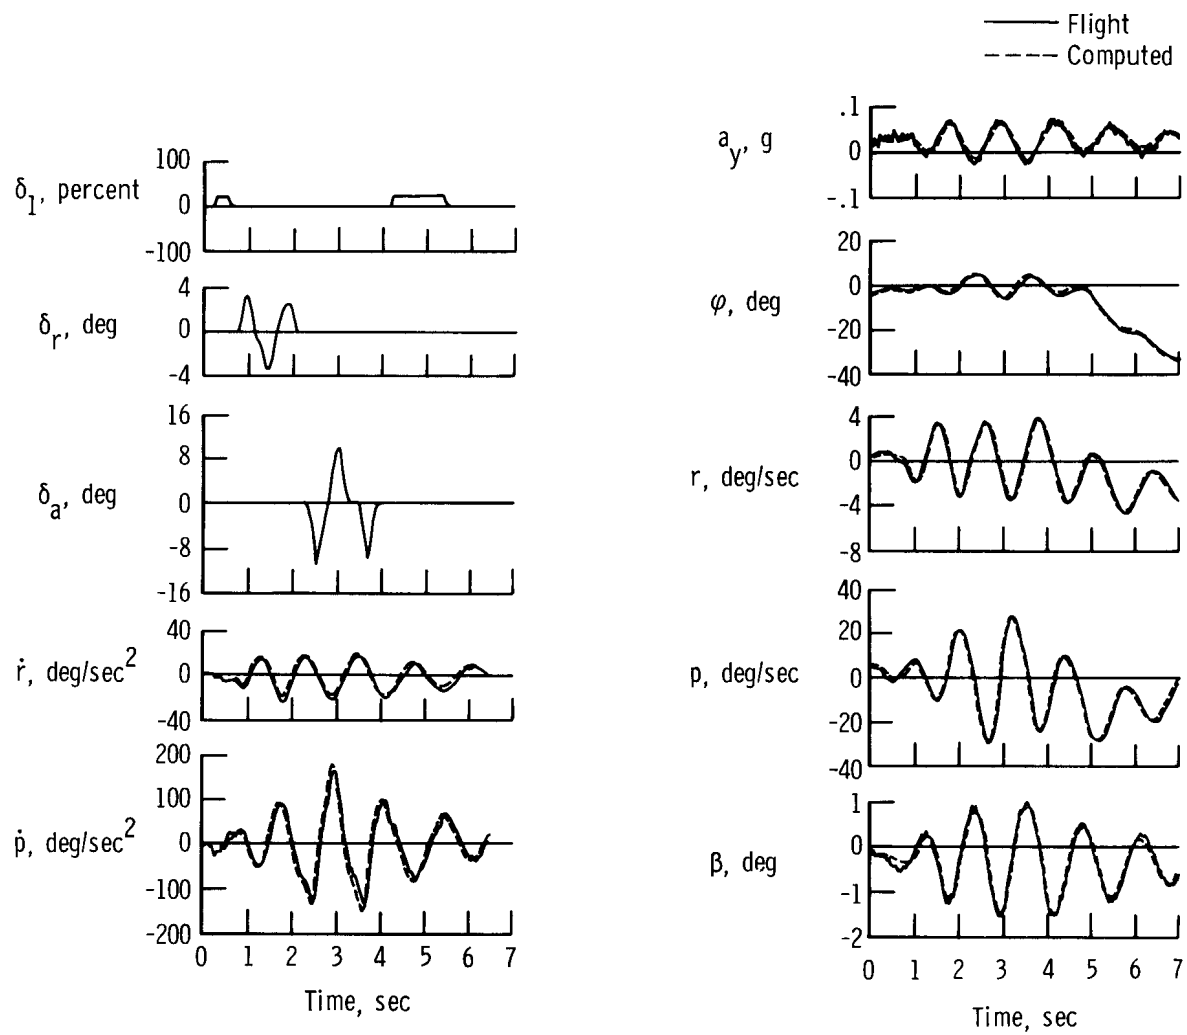 Flight
Computed
100
δ1, percent
0
-100
4
δr, deg
0
-4
16
8
δa, deg
0
-8
-16
40
ṙ, deg/sec2
0
-40
200
100
ṗ, deg/sec2
0
-100
-200
0 1 2 3 4 5 6 7
Time, sec
.1
ay, g
0
-.1
20
0
φ, deg
-20
-40
4
0
r, deg/sec
-4
-8
40
20
p, deg/sec
0
-20
-40
1
0
β, deg
-1
-2
0 1 2 3 4 5 6 7
Time, sec